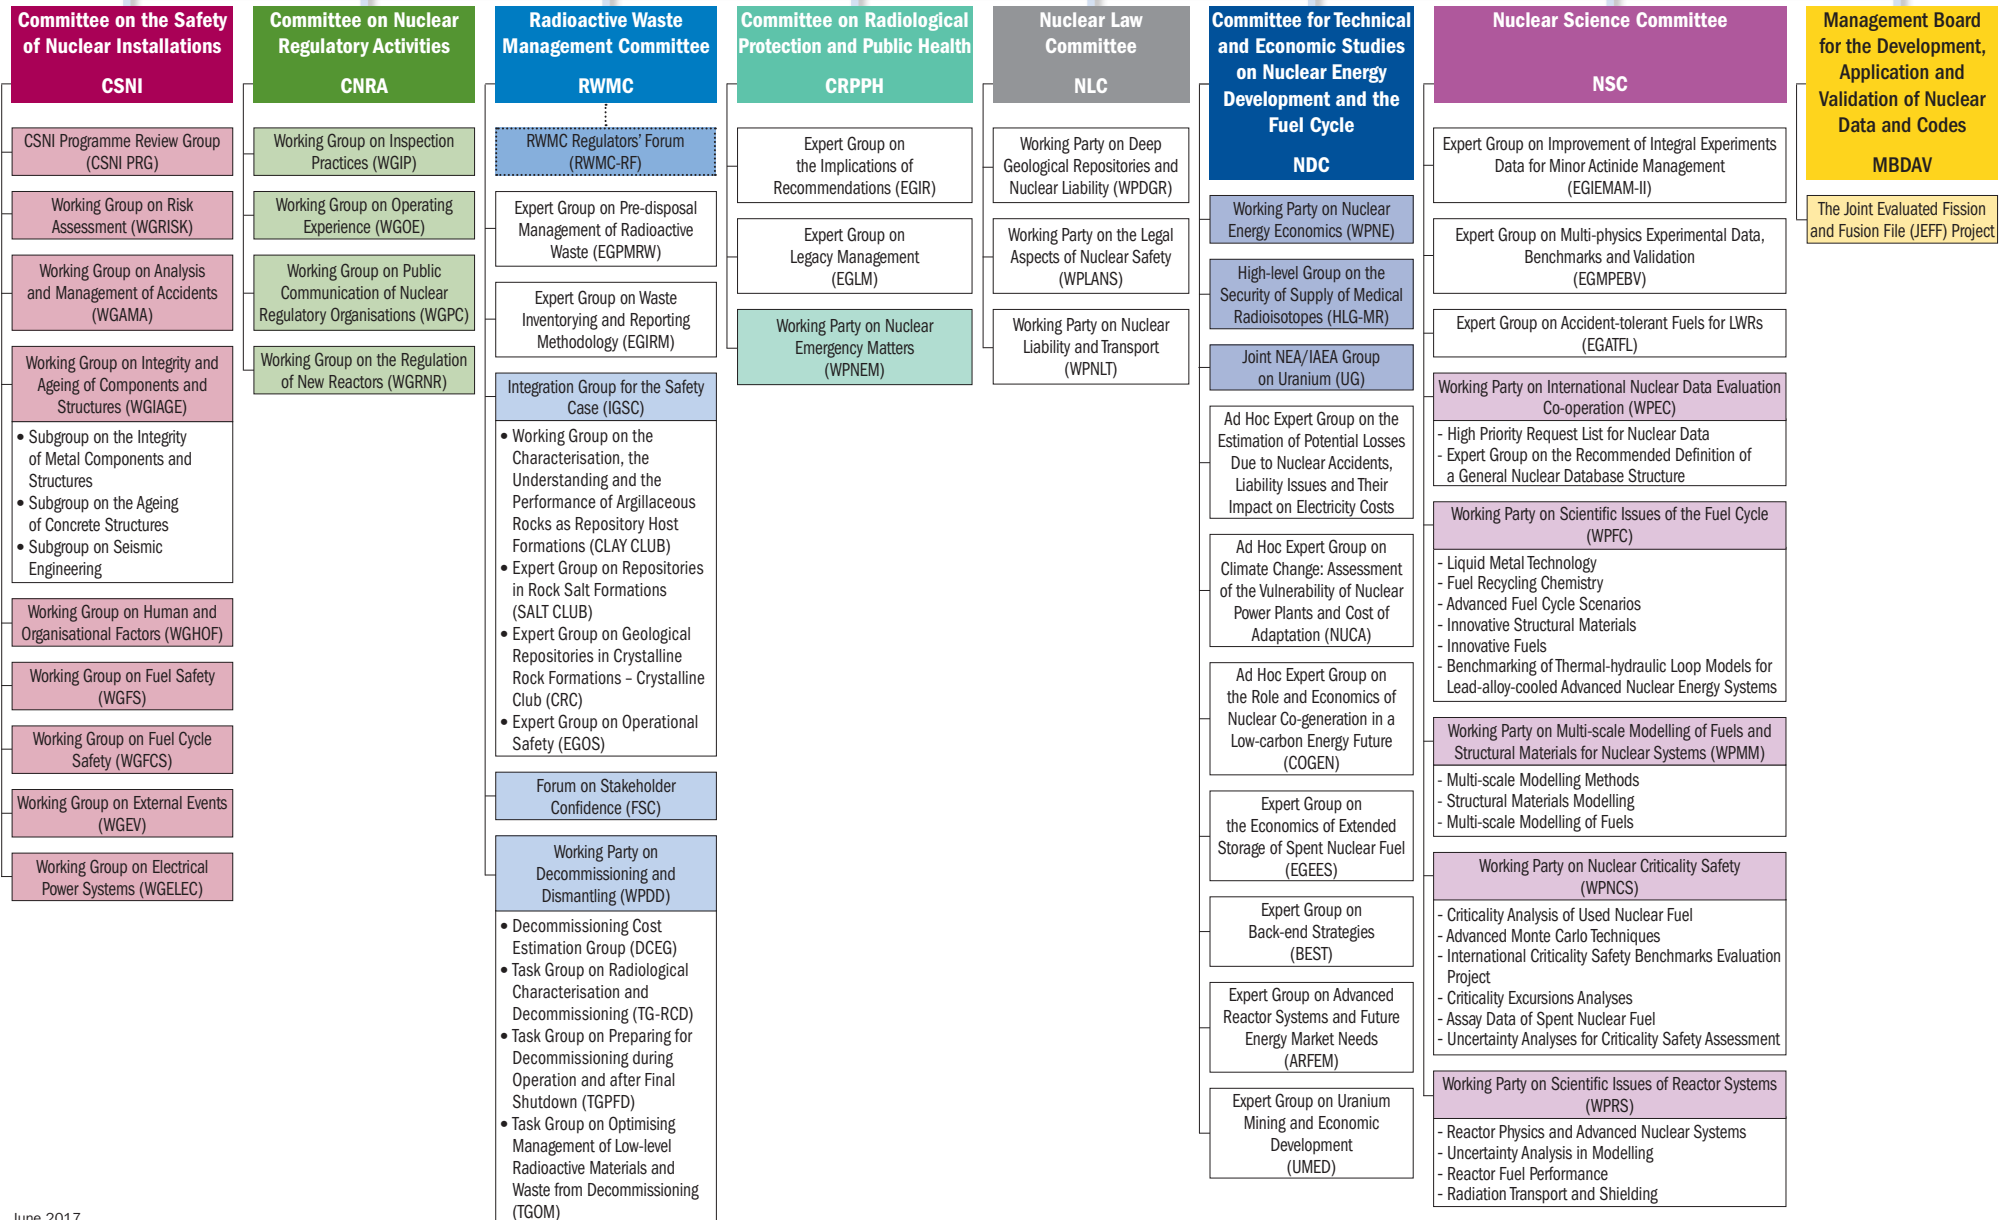 Committee on the Safety
of Nuclear Installations
CSNI
CSNI Programme Review Group
(CSNI PRG)
Working Group on Risk
Assessment (WGRISK)
Working Group on Analysis
and Management of Accidents
(WGAMA)
Working Group on Integrity and
Ageing of Components and
Structures (WGIAGE)
• Subgroup on the Integrity
of Metal Components and
Structures
• Subgroup on the Ageing
of Concrete Structures
• Subgroup on Seismic
Engineering
Working Group on Human and
Organisational Factors (WGHOF)
Working Group on Fuel Safety
(WGFS)
Working Group on Fuel Cycle
Safety (WGFCS)
Working Group on External Events
(WGEV)
Working Group on Electrical
Power Systems (WGELEC)
Committee on Nuclear
Regulatory Activities
CNRA
Working Group on Inspection
Practices (WGIP)
Working Group on Operating
Experience (WGOE)
Working Group on Public
Communication of Nuclear
Regulatory Organisations (WGPC)
Working Group on the Regulation
of New Reactors (WGRNR)
Radioactive Waste
Management Committee
RWMC
RWMC Regulators' Forum
(RWMC-RF)
Expert Group on Pre-disposal
Management of Radioactive
Waste (EGPMRW)
Expert Group on Waste
Inventorying and Reporting
Methodology (EGIRM)
Integration Group for the Safety
Case (IGSC)
• Working Group on the
Characterisation, the
Understanding and the
Performance of Argillaceous
Rocks as Repository Host
Formations (CLAY CLUB)
• Expert Group on Repositories
in Rock Salt Formations
(SALT CLUB)
• Expert Group on Geological
Repositories in Crystalline
Rock Formations – Crystalline
Club (CRC)
• Expert Group on Operational
Safety (EGOS)
Forum on Stakeholder
Confidence (FSC)
Working Party on
Decommissioning and
Dismantling (WPDD)
• Decommissioning Cost
Estimation Group (DCEG)
• Task Group on Radiological
Characterisation and
Decommissioning (TG-RCD)
• Task Group on Preparing for
Decommissioning during
Operation and after Final
Shutdown (TGPFD)
• Task Group on Optimising
Management of Low-level
Radioactive Materials and
Waste from Decommissioning
(TGOM)
Committee on Radiological
Protection and Public Health
CRPPH
Expert Group on
the Implications of
Recommendations (EGIR)
Expert Group on
Legacy Management
(EGLM)
Working Party on Nuclear
Emergency Matters
(WPNEM)
Nuclear Law
Committee
NLC
Working Party on Deep
Geological Repositories and
Nuclear Liability (WPDGR)
Working Party on the Legal
Aspects of Nuclear Safety
(WPLANS)
Working Party on Nuclear
Liability and Transport
(WPNLT)
Committee for Technical
and Economic Studies
on Nuclear Energy
Development and the
Fuel Cycle
NDC
Working Party on Nuclear
Energy Economics (WPNE)
High-level Group on the
Security of Supply of Medical
Radioisotopes (HLG-MR)
Joint NEA/IAEA Group
on Uranium (UG)
Ad Hoc Expert Group on the
Estimation of Potential Losses
Due to Nuclear Accidents,
Liability Issues and Their
Impact on Electricity Costs
Ad Hoc Expert Group on
Climate Change: Assessment
of the Vulnerability of Nuclear
Power Plants and Cost of
Adaptation (NUCA)
Ad Hoc Expert Group on
the Role and Economics of
Nuclear Co-generation in a
Low-carbon Energy Future
(COGEN)
Expert Group on
the Economics of Extended
Storage of Spent Nuclear Fuel
(EGEES)
Expert Group on
Back-end Strategies
(BEST)
Expert Group on Advanced
Reactor Systems and Future
Energy Market Needs
(ARFEM)
Expert Group on Uranium
Mining and Economic
Development
(UMED)
Nuclear Science Committee
NSC
Expert Group on Improvement of Integral Experiments
Data for Minor Actinide Management
(EGIEMAM-II)
Expert Group on Multi-physics Experimental Data,
Benchmarks and Validation
(EGMPEBV)
Expert Group on Accident-tolerant Fuels for LWRs
(EGATFL)
Working Party on International Nuclear Data Evaluation
Co-operation (WPEC)
- High Priority Request List for Nuclear Data
- Expert Group on the Recommended Definition of
a General Nuclear Database Structure
Working Party on Scientific Issues of the Fuel Cycle
(WPFC)
- Liquid Metal Technology
- Fuel Recycling Chemistry
- Advanced Fuel Cycle Scenarios
- Innovative Structural Materials
- Innovative Fuels
- Benchmarking of Thermal-hydraulic Loop Models for
Lead-alloy-cooled Advanced Nuclear Energy Systems
Working Party on Multi-scale Modelling of Fuels and
Structural Materials for Nuclear Systems (WPMM)
- Multi-scale Modelling Methods
- Structural Materials Modelling
- Multi-scale Modelling of Fuels
Working Party on Nuclear Criticality Safety
(WPNCS)
- Criticality Analysis of Used Nuclear Fuel
- Advanced Monte Carlo Techniques
- International Criticality Safety Benchmarks Evaluation
Project
- Criticality Excursions Analyses
- Assay Data of Spent Nuclear Fuel
- Uncertainty Analyses for Criticality Safety Assessment
Working Party on Scientific Issues of Reactor Systems
(WPRS)
- Reactor Physics and Advanced Nuclear Systems
- Uncertainty Analysis in Modelling
- Reactor Fuel Performance
- Radiation Transport and Shielding
Management Board
for the Development,
Application and
Validation of Nuclear
Data and Codes
MBDAV
The Joint Evaluated Fission
and Fusion File (JEFF) Project
June 2017